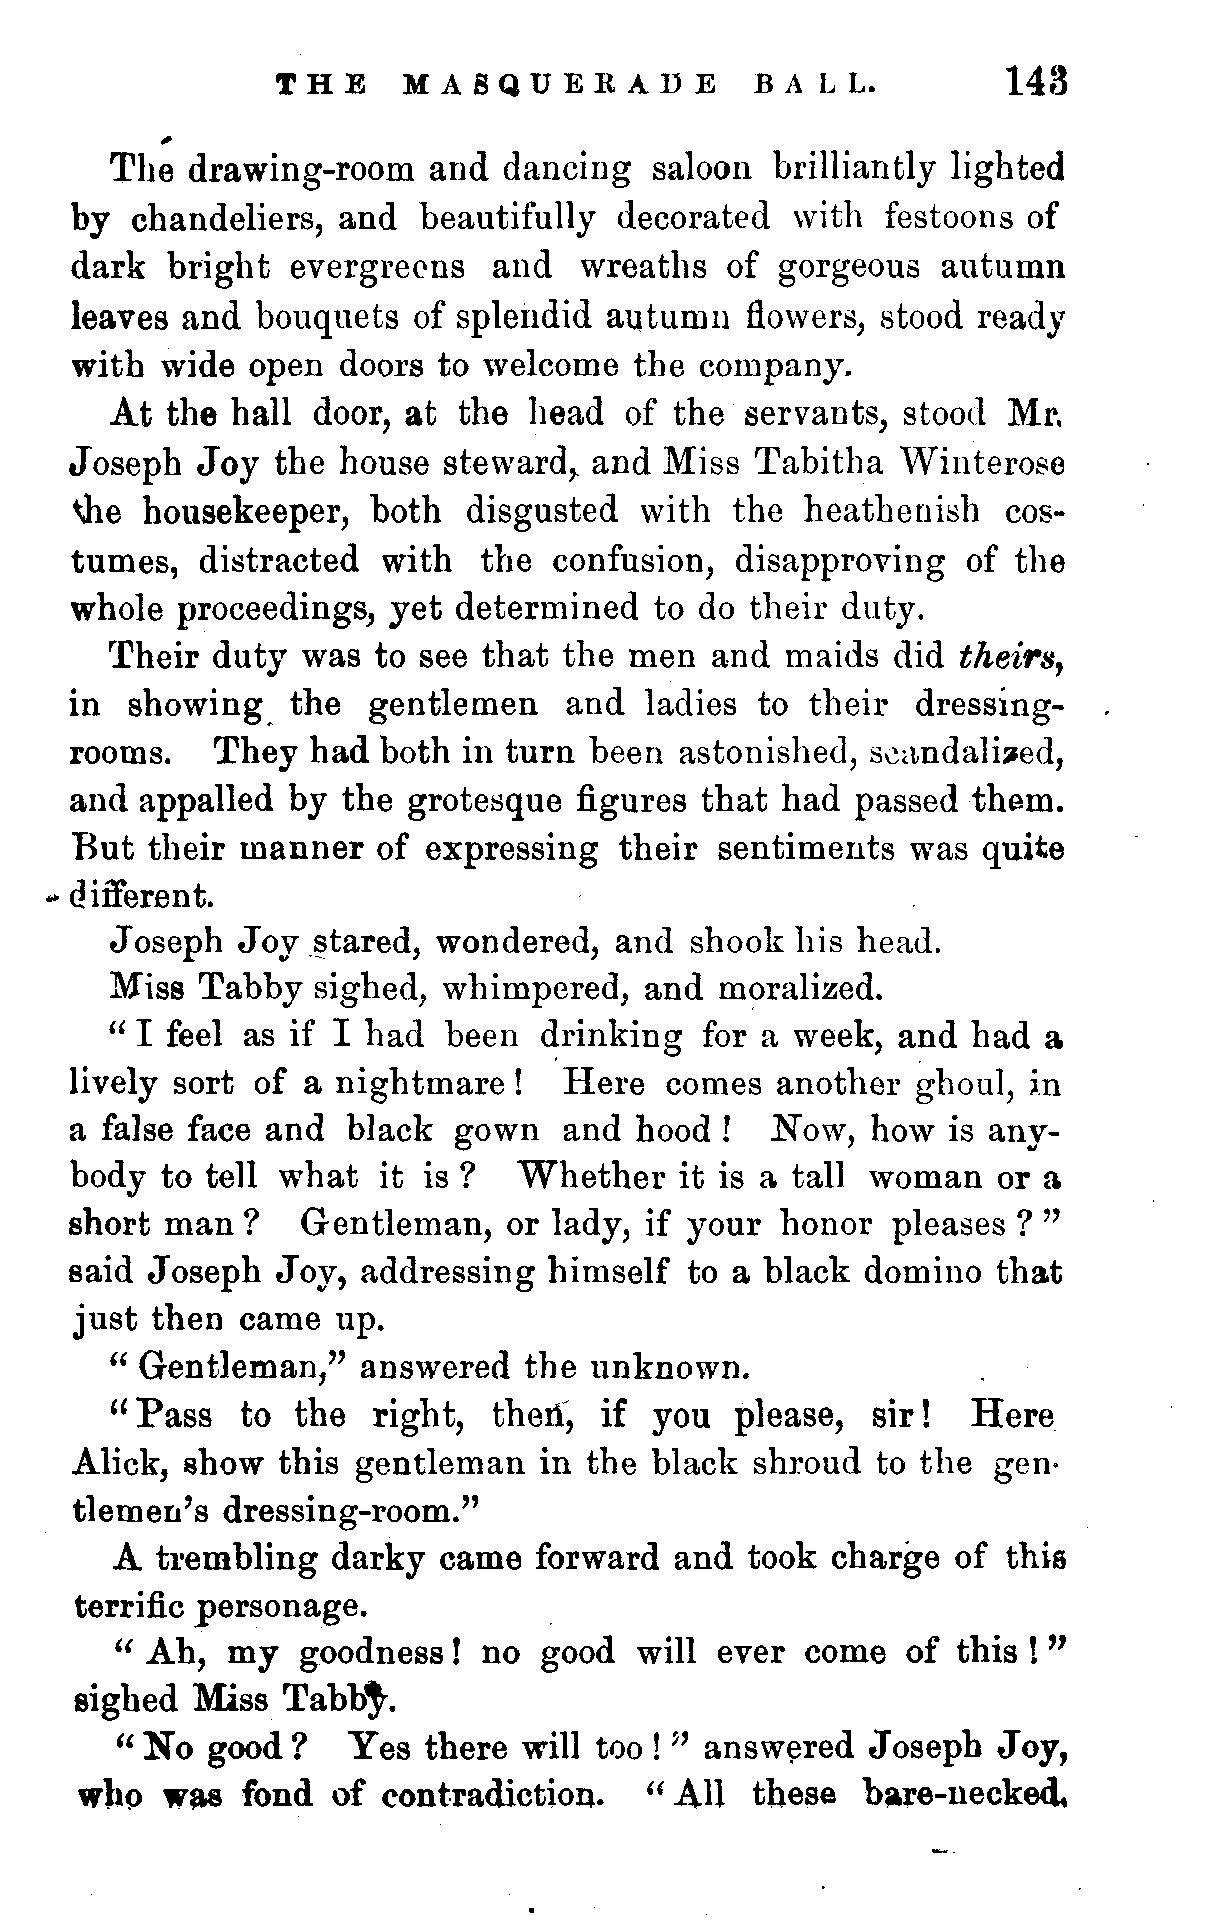 THE MASQUERADE BALL. 143
The drawing-room and dancing saloon brilliantly lighted
by chandeliers, and beautifully decorated with festoons of
dark bright evergreens and wreaths of gorgeous autumn
leaves and bouquets of splendid autumn flowers, stood ready
with wide open doors to welcome the company.
At the hall door, at the head of the servants, stood Mr.
Joseph Joy the house steward, and Miss Tabitha Winterose
the housekeeper, both disgusted with the heathenish cos-
tumes, distracted with the confusion, disapproving of the
whole proceedings, yet determined to do their duty.
Their duty was to see that the men and maids did theirs,
in showing the gentlemen and ladies to their dressing-
rooms. They had both in turn been astonished, scandalized,
and appalled by the grotesque figures that had passed them.
But their manner of expressing their sentiments was quite
different.
Joseph Joy stared, wondered, and shook his head.
Miss Tabby sighed, whimpered, and moralized.
"I feel as if I had been drinking for a week, and had a
lively sort of a nightmare! Here comes another ghoul, in
a false face and black gown and hood! Now, how is any-
body to tell what it is? Whether it is a tall woman or a
short man? Gentleman, or lady, if your honor pleases?"
said Joseph Joy, addressing himself to a black domino that
just then came up.
"Gentleman," answered the unknown.
"Pass to the right, then, if you please, sir! Here
Alick, show this gentleman in the black shroud to the gen-
tlemen's dressing-room."
A trembling darky came forward and took charge of this
terrific personage.
"Ah, my goodness! no good will ever come of this!"
sighed Miss Tabby.
"No good? Yes there will too!" answered Joseph Joy,
who was fond of contradiction. "All these bare-necked,